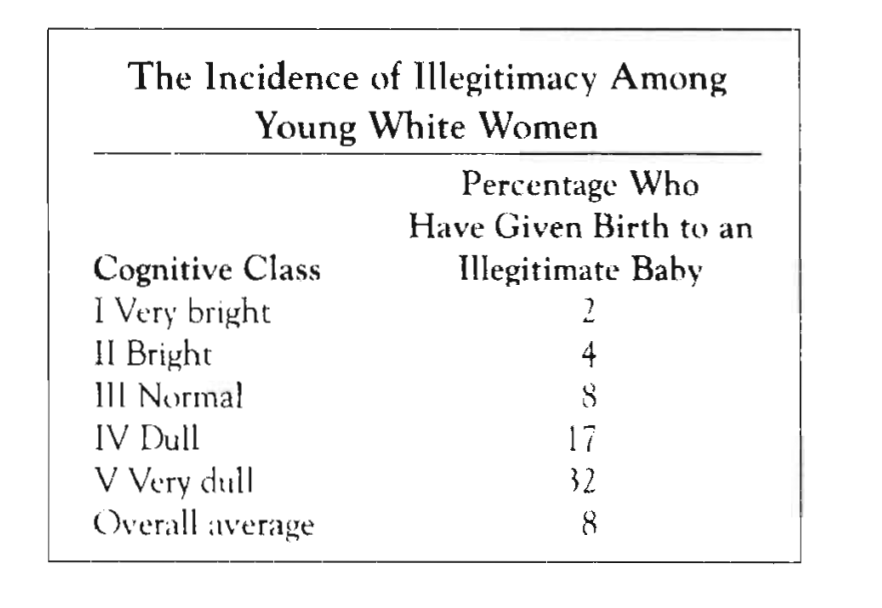 The Incidence of Illegitimacy Among
Young White Women
Percentage Who
Have Given Birth to an
Cognitive Class Illegitimate Baby
I Very bright 2
II Bright 4
III Normal 8
IV Dull 17
V Very dull 32
Overall average 8